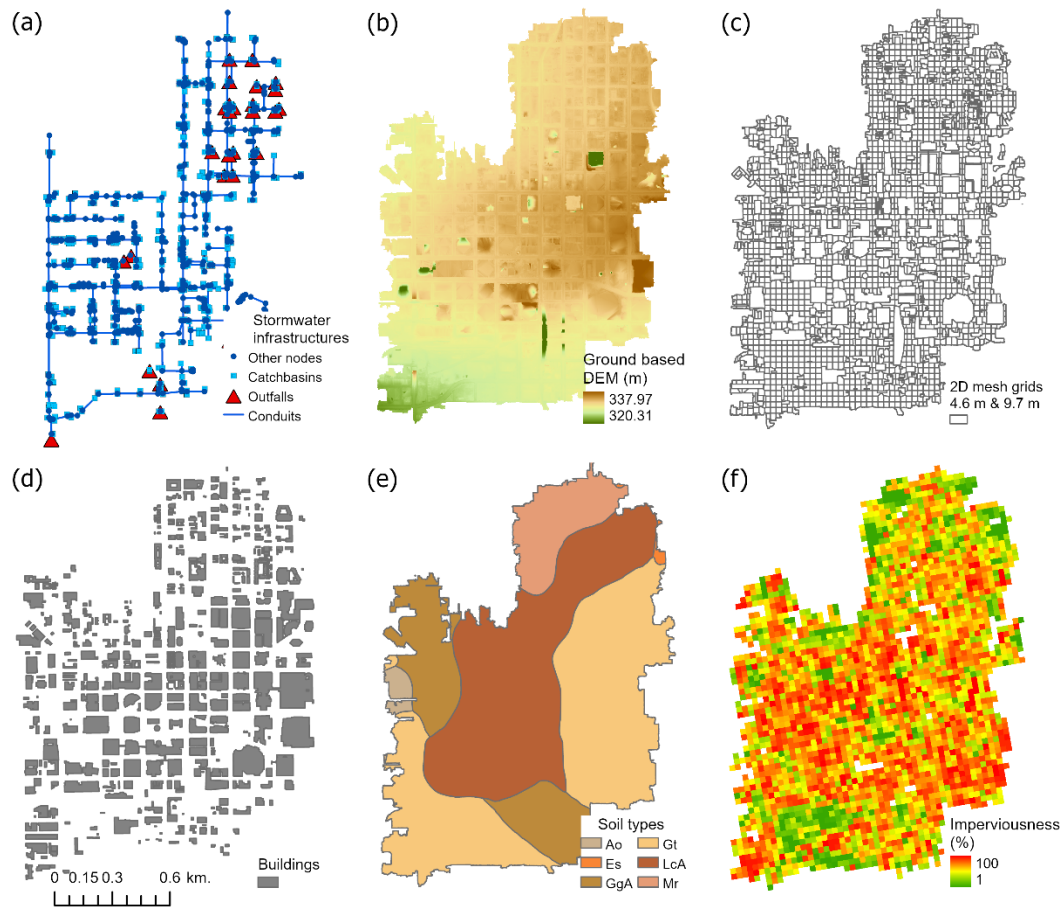 (a)
Stormwater
infrastructures
Other nodes
Catchbasins
Outfalls
Conduits
(b)
Ground based
DEM (m)
337.97
320.31
(c)
2D mesh grids
4.6 m & 9.7 m
(d)
Buildings
0 0.15 0.3 0.6 km.
(e)
Soil types
Ao Gt
Es LcA
GgA Mr
(f)
Imperviousness
(%)
100
1